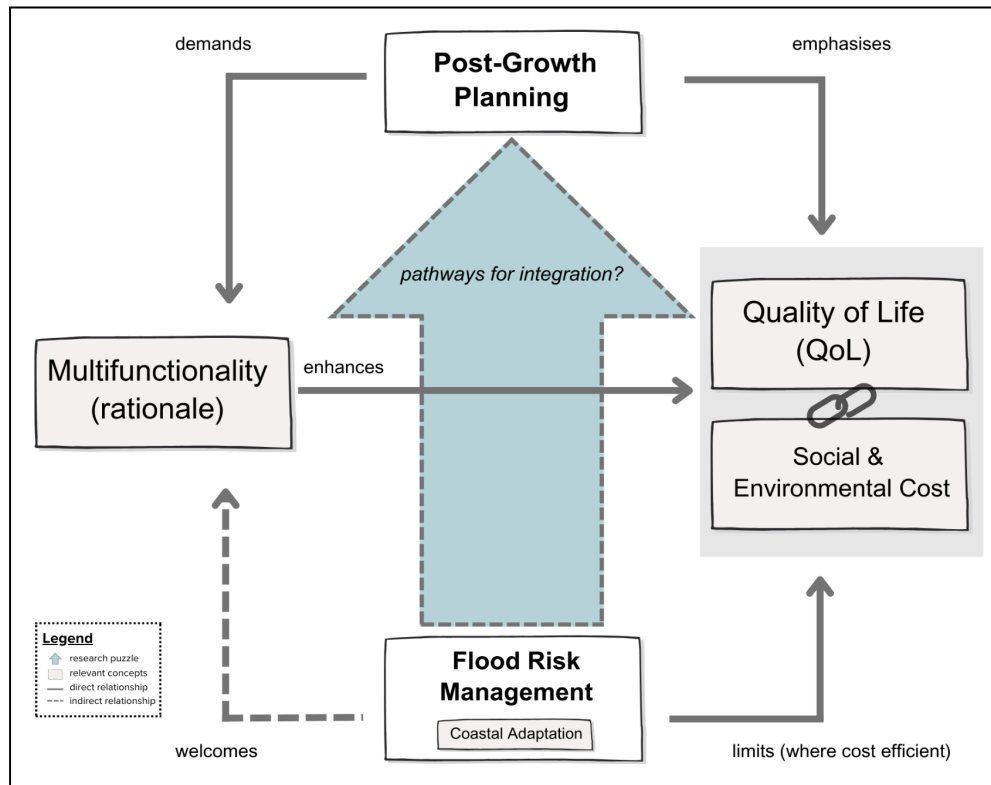 demands
Post-Growth
Planning
emphasises
pathways for integration?
Quality of Life
(QoL)
Multifunctionality
(rationale)
enhances
Social &
Environmental Cost
Legend
research puzzle
relevant concepts
direct relationship
indirect relationship
Flood Risk
Management
Coastal Adaptation
welcomes
limits (where cost efficient)